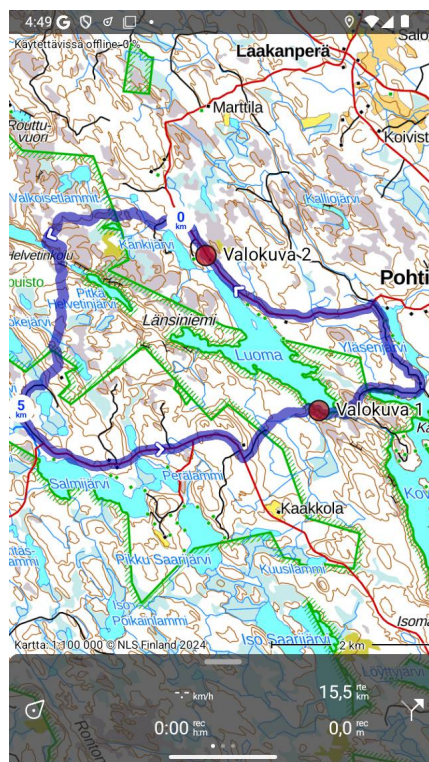 4:49
Käytettävissä offline: 0 %
Laakanperä
Salo
Marttila
Koivist
Routtu-
vuori
Valkoisetlammit
Kalliojärvi
0
km
Kankijärvi
Valokuva 2
Helvetinkolu
puisto
Pitkä
Helvetinjärvi
Pohti
Länsiniemi
Luoma
Yläsenjärvi
5
km
Valokuva 1
Salmijärvi
Peralammi
Kaakkola
Pikku Saarijärvi
Kuusilammi
Iso
Poikainlammi
Iso Saarijärvi
Isoma
Kartta: 1:100 000 © NLS Finland 2024
2 km
-.- km/h
15,5 rte km
0:00 rec h:m
0,0 rec m